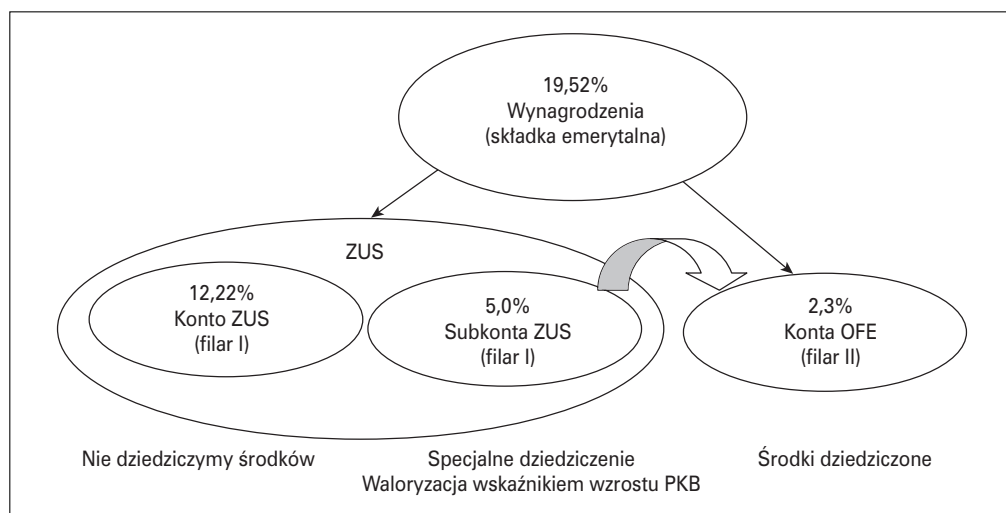 19,52%
Wynagrodzenia
(składka emerytalna)
ZUS
12,22%
Konto ZUS
(filar I)
5,0%
Subkonta ZUS
(filar I)
2,3%
Konta OFE
(filar II)
Nie dziedziczymy środków
Specjalne dziedziczenie
Waloryzacja wskaźnikiem wzrostu PKB
Środki dziedziczone